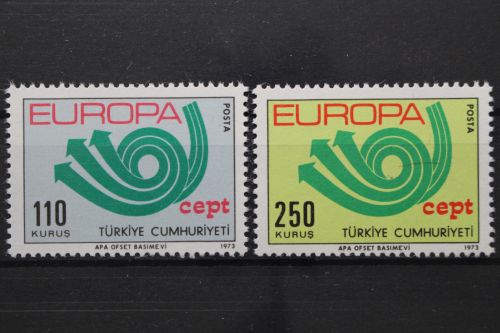 EUROPA
POSTA
110
KURUŞ
cept
TÜRKİYE CUMHURİYETİ
APA OFSET BASIMEVİ 1973
EUROPA
POSTA
250
KURUŞ
cept
TÜRKİYE CUMHURİYETİ
APA OFSET BASIMEVİ 1973